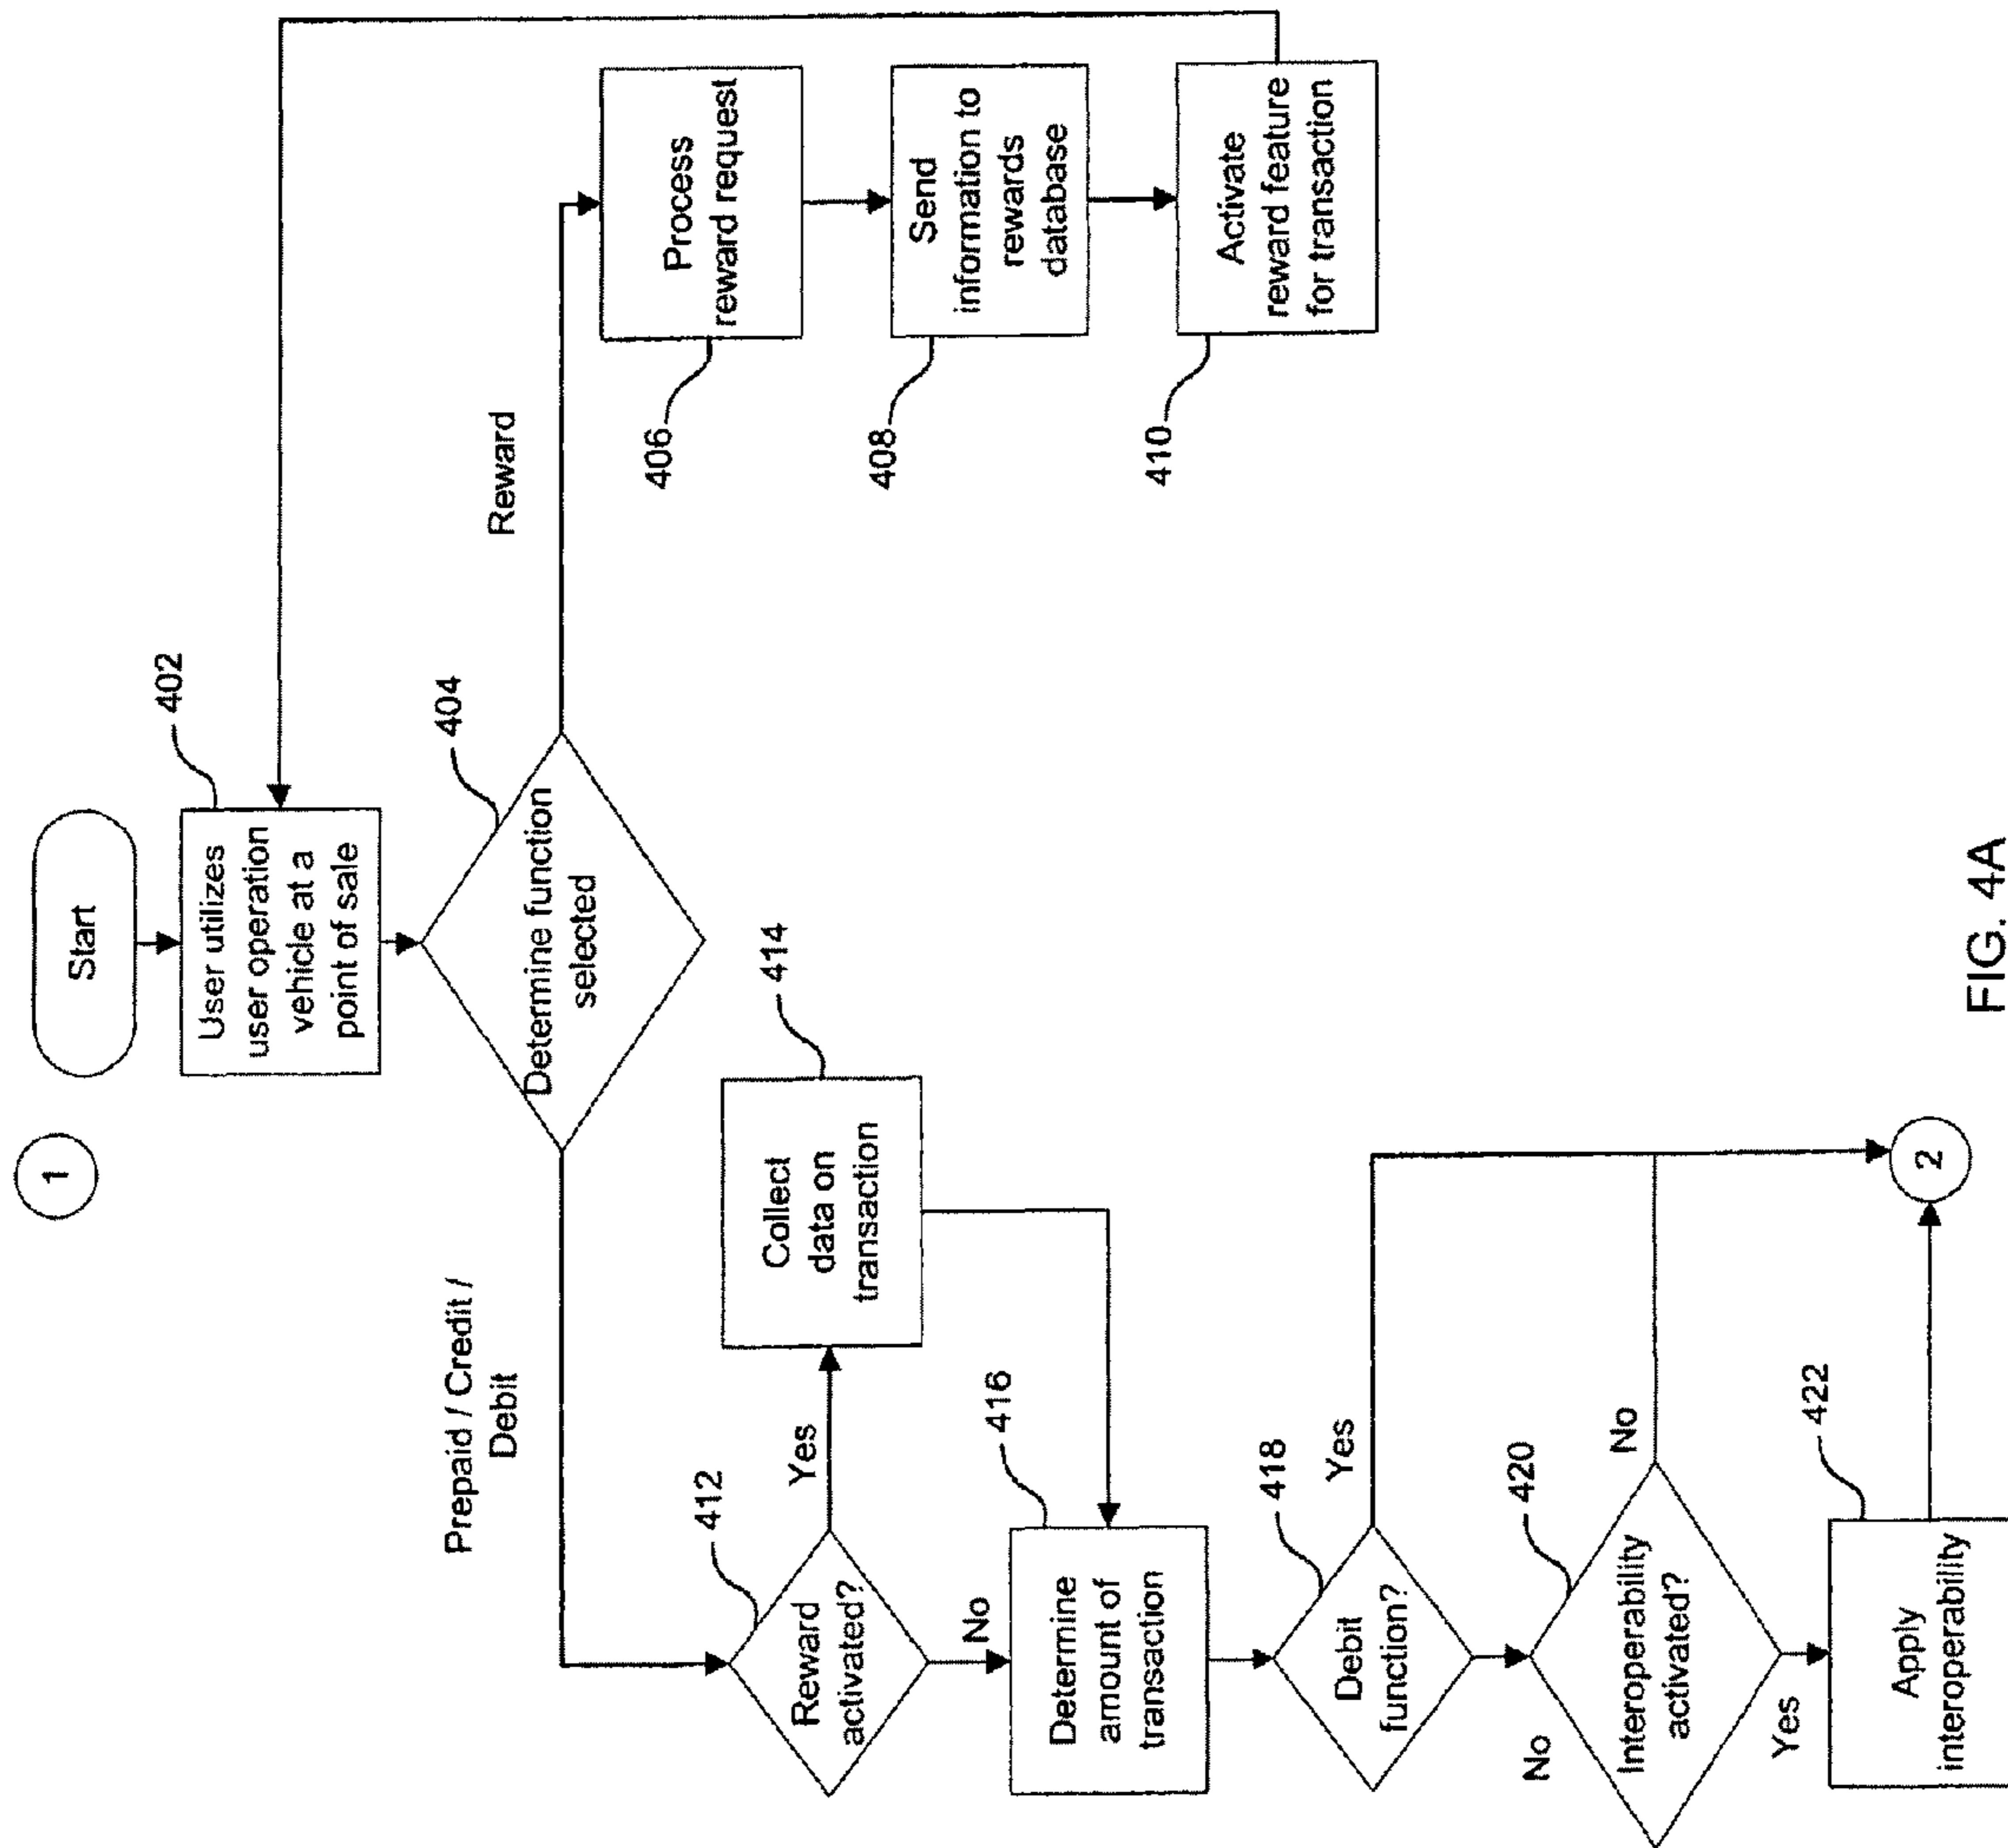 1
Start
User utilizes
user operation
vehicle at a
point of sale
402
Determine function
selected
404
Reward
Process
reward request
406
Send
information to
rewards
database
408
Activate
reward feature
for transaction
410
Prepaid / Credit /
Debit
Reward
activated?
412
Yes
No
Collect
data on
transaction
414
Determine
amount of
transaction
416
Debit
function?
418
Yes
No
Interoperability
activated?
420
No
Yes
Apply
interoperability
422
2
FIG. 4A